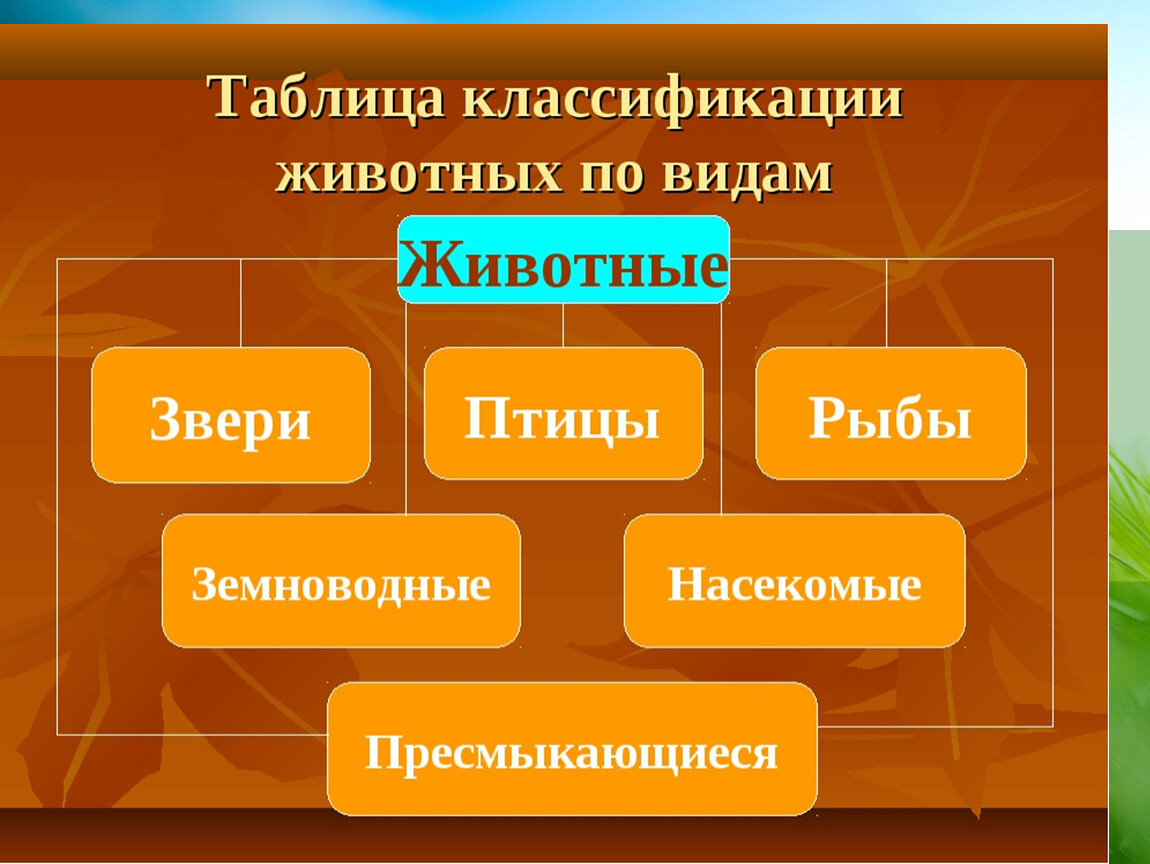 Таблица классификации
животных по видам
Животные
Звери
Птицы
Рыбы
Земноводные
Насекомые
Пресмыкающиеся